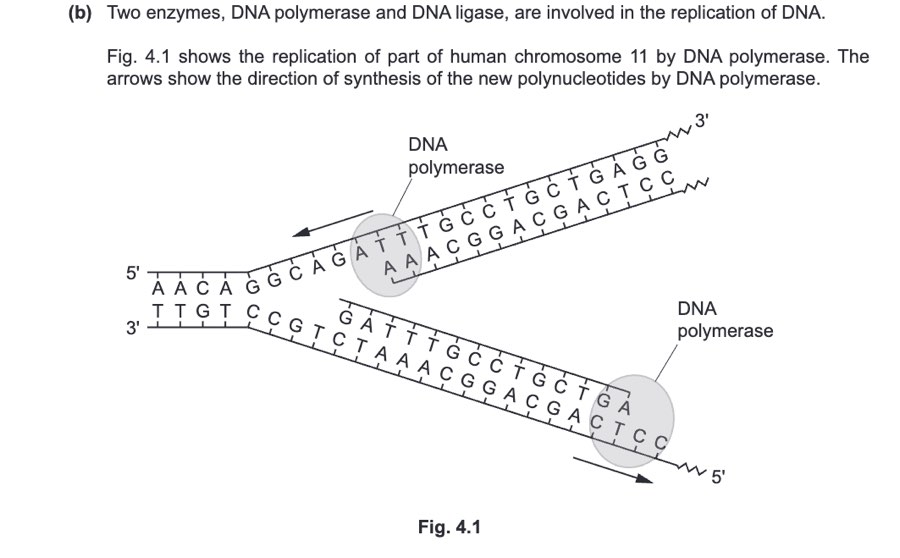 (b) Two enzymes, DNA polymerase and DNA ligase, are involved in the replication of DNA.
Fig. 4.1 shows the replication of part of human chromosome 11 by DNA polymerase. The
arrows show the direction of synthesis of the new polynucleotides by DNA polymerase.
3'
DNA
polymerase
5'
A A C A G G C A G A T T T G C C T G C T G A G G
A A A C G G A C G A C T C C
DNA
polymerase
G A T T T G C C T G C T G A
T T G T C C G T C T A A A C G G A C G A C T C C
3'
5'
Fig. 4.1